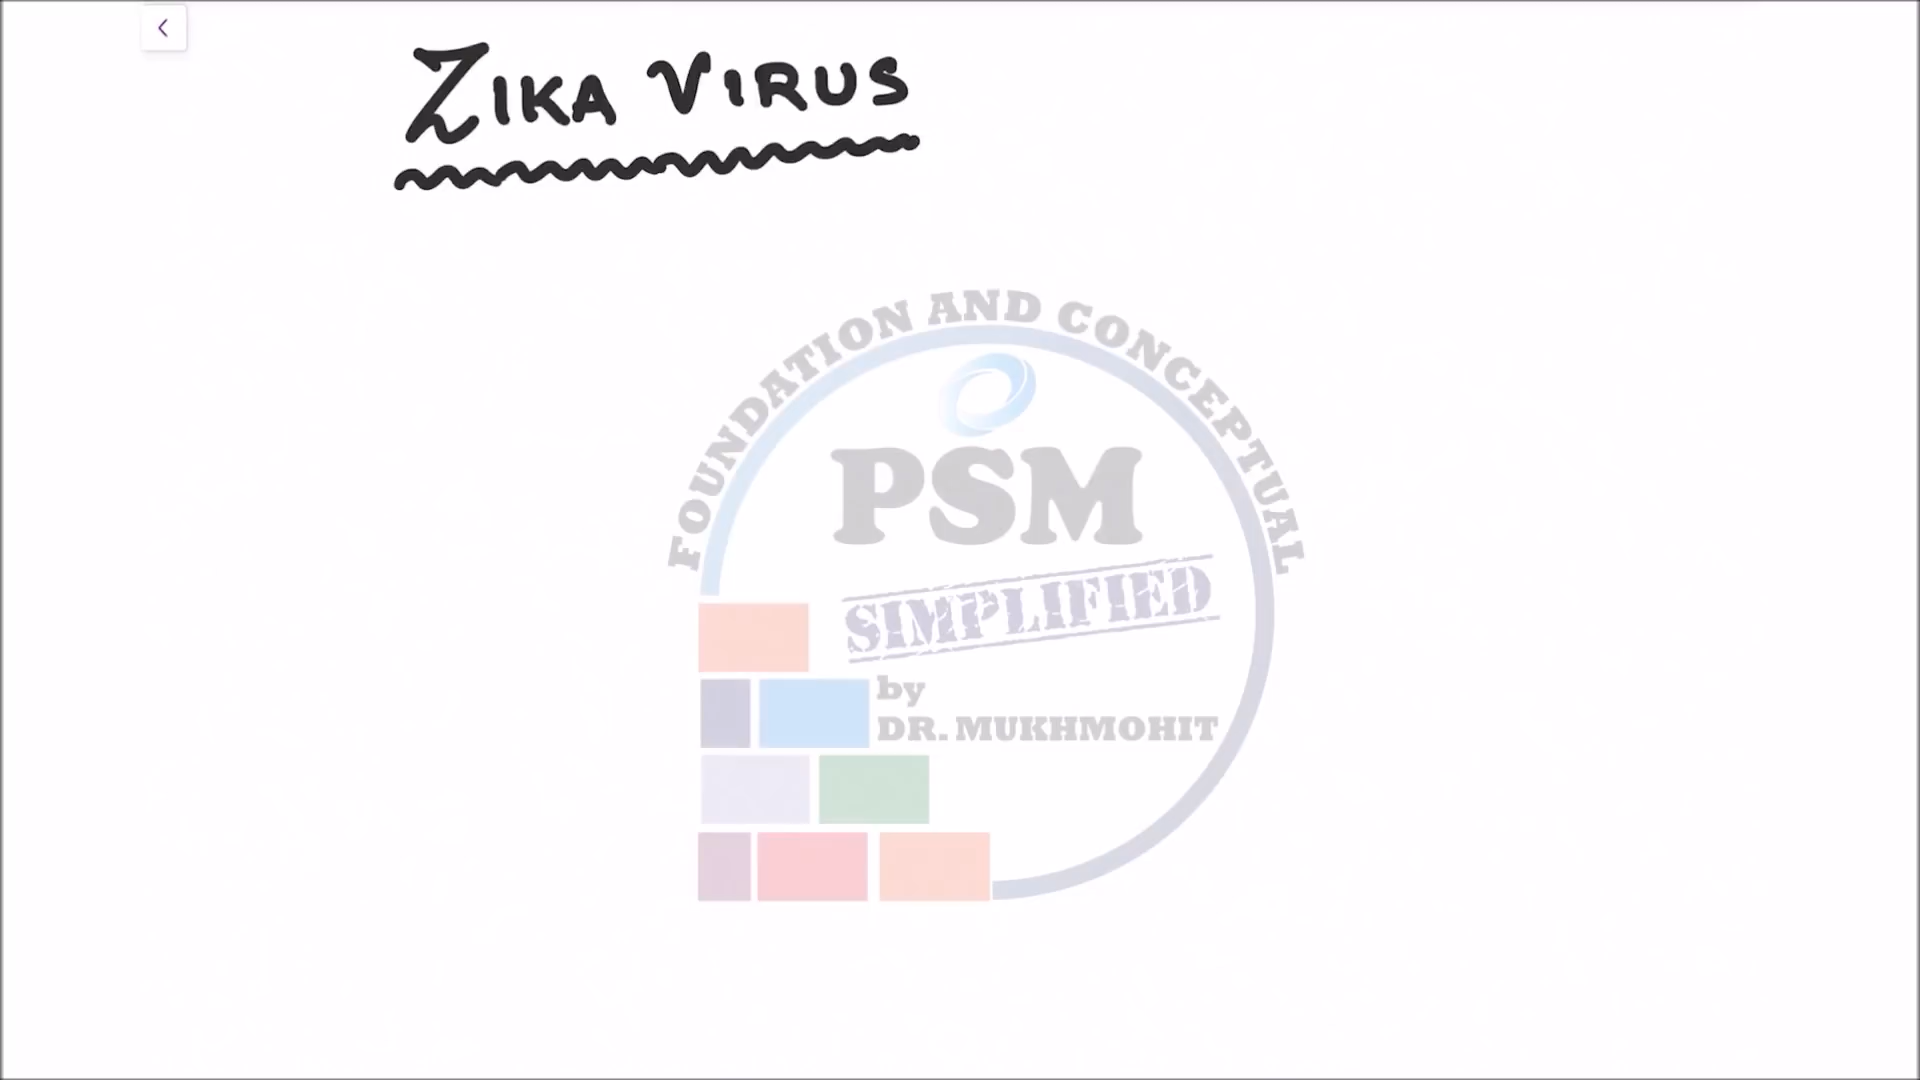 ZIKA VIRUS
FOUNDATION AND CONCEPTUAL
PSM
SIMPLIFIED
by
DR. MUKHMOHIT